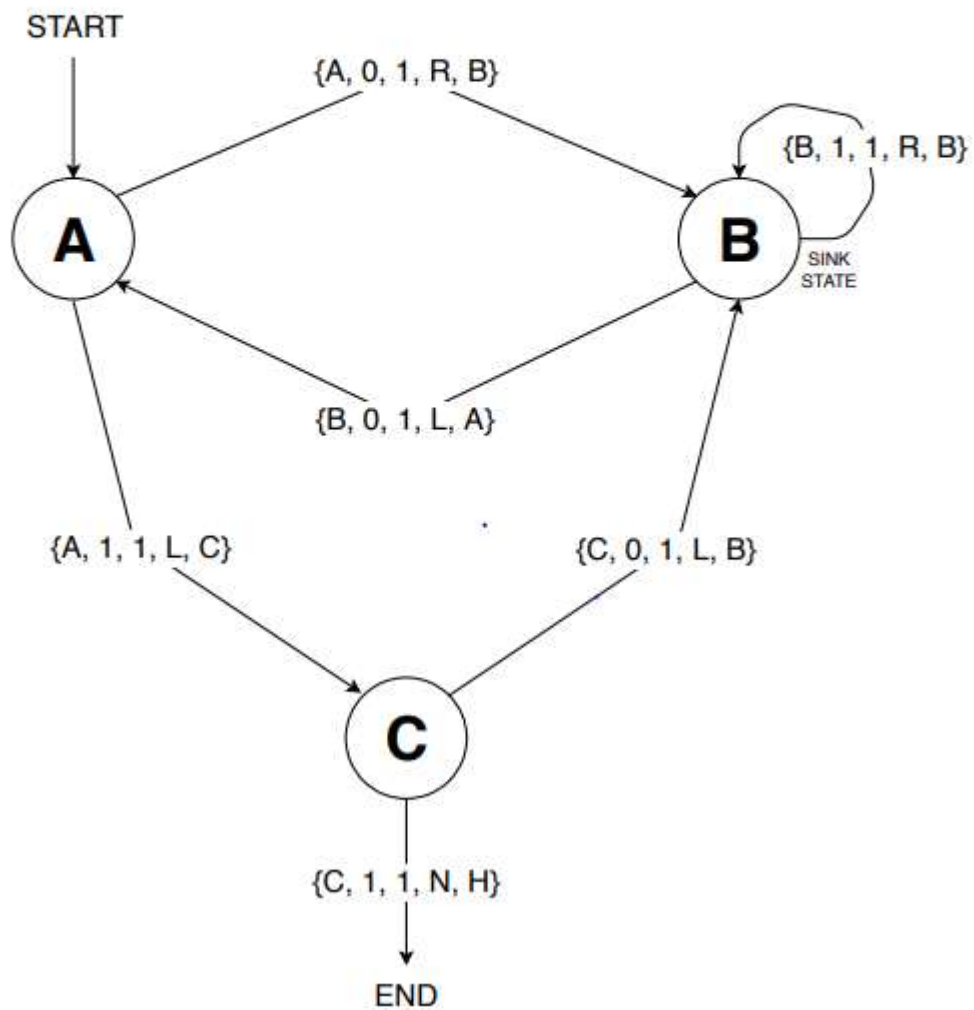 START
{A, 0, 1, R, B}
{B, 1, 1, R, B}
A
B
SINK
STATE
{B, 0, 1, L, A}
{A, 1, 1, L, C}
{C, 0, 1, L, B}
C
{C, 1, 1, N, H}
END